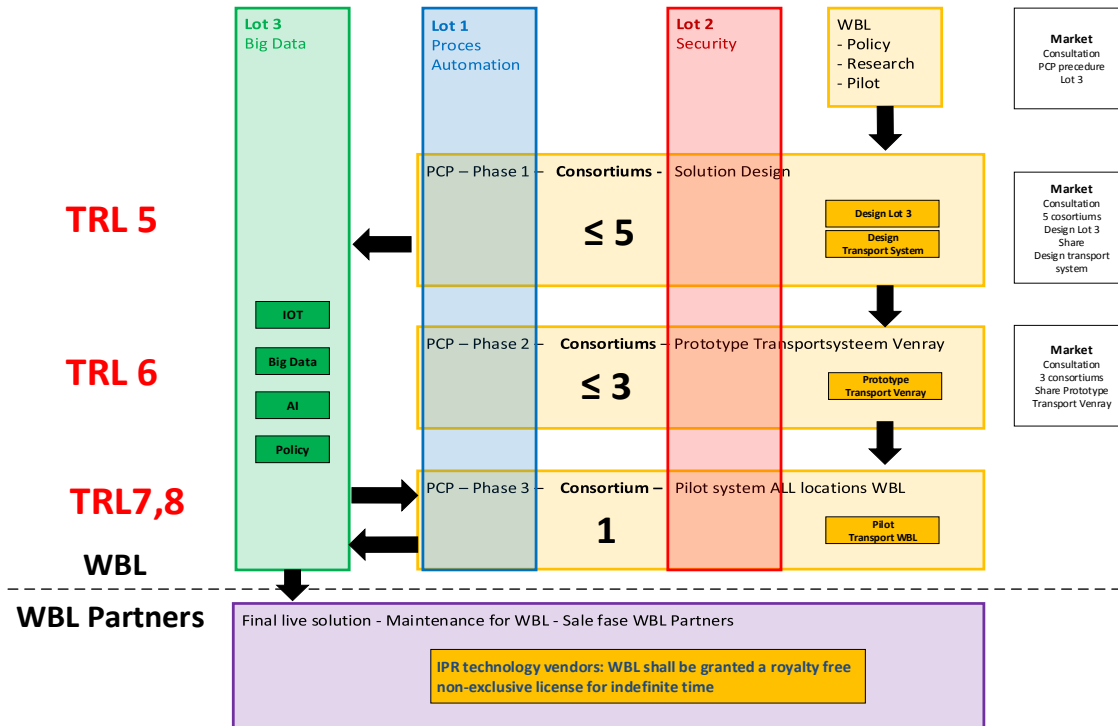 Lot 3
Big Data
Lot 1
Proces
Automation
Lot 2
Security
WBL
- Policy
- Research
- Pilot
Market
Consultation
PCP precedure
Lot 3
TRL 5
PCP – Phase 1 – Consortiums - Solution Design
≤ 5
Design Lot 3
Design
Transport System
Market
Consultation
5 cosortiums
Design Lot 3
Share
Design transport
system
IOT
Big Data
AI
Policy
TRL 6
PCP – Phase 2 – Consortiums – Prototype Transportsysteem Venray
≤ 3
Prototype
Transport Venray
Market
Consultation
3 consortiums
Share Prototype
Transport Venray
TRL7,8
PCP – Phase 3 – Consortium – Pilot system ALL locations WBL
1
Pilot
Transport WBL
WBL
WBL Partners
Final live solution - Maintenance for WBL - Sale fase WBL Partners
IPR technology vendors: WBL shall be granted a royalty free
non-exclusive license for indefinite time